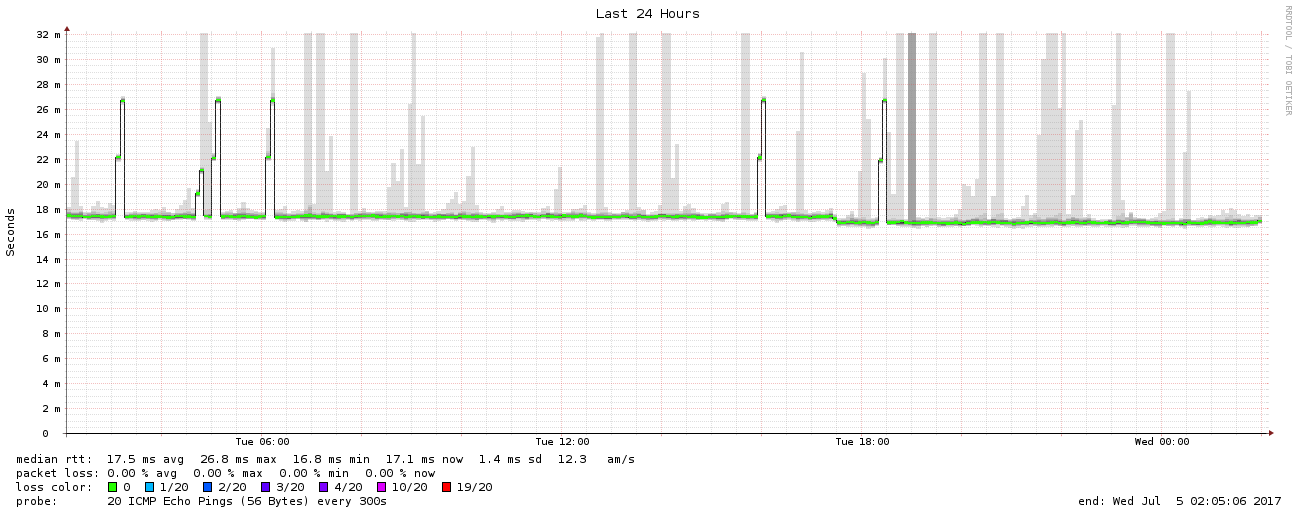 Last 24 Hours
RRDTOOL / TOBI OETIKER
Seconds
32 m
30 m
28 m
26 m
24 m
22 m
20 m
18 m
16 m
14 m
12 m
10 m
8 m
6 m
4 m
2 m
0
Tue 06:00 Tue 12:00 Tue 18:00 Wed 00:00
median rtt: 17.5 ms avg 26.8 ms max 16.8 ms min 17.1 ms now 1.4 ms sd 12.3 am/s
packet loss: 0.00 % avg 0.00 % max 0.00 % min 0.00 % now
loss color: 0 1/20 2/20 3/20 4/20 10/20 19/20
probe: 20 ICMP Echo Pings (56 Bytes) every 300s end: Wed Jul 5 02:05:06 2017